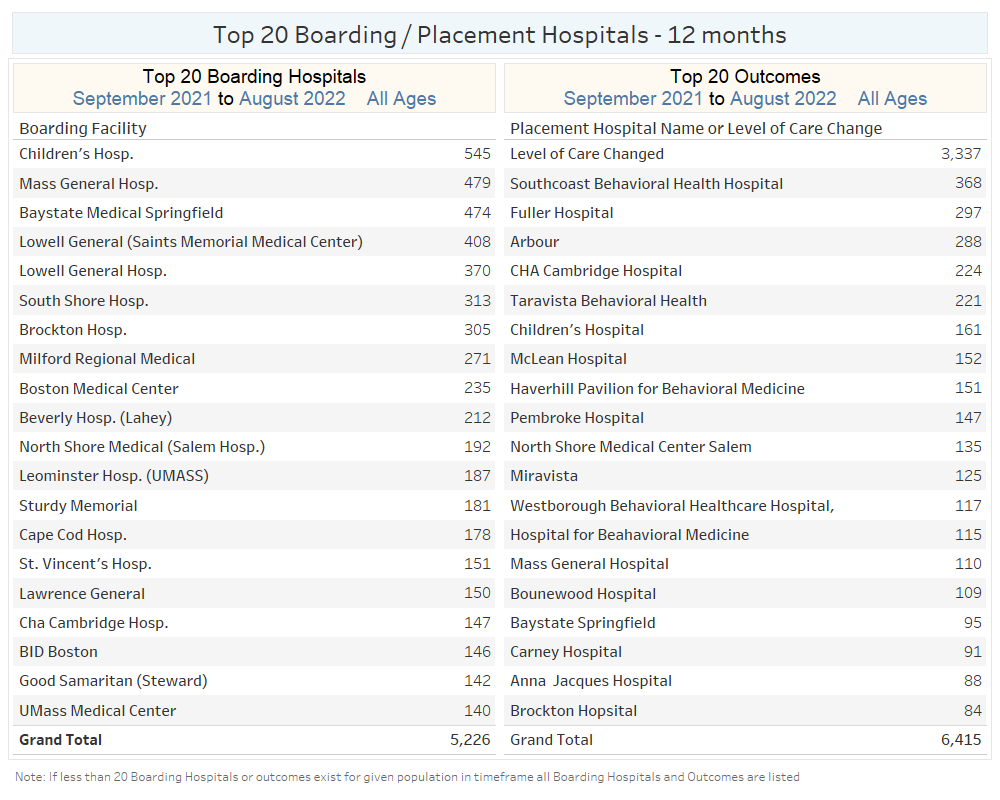 Top 20 Boarding / Placement Hospitals - 12 months
Top 20 Boarding Hospitals
September 2021 to August 2022 All Ages
Boarding Facility
Children's Hosp. 545
Mass General Hosp. 479
Baystate Medical Springfield 474
Lowell General (Saints Memorial Medical Center) 408
Lowell General Hosp. 370
South Shore Hosp. 313
Brockton Hosp. 305
Milford Regional Medical 271
Boston Medical Center 235
Beverly Hosp. (Lahey) 212
North Shore Medical (Salem Hosp.) 192
Leominster Hosp. (UMASS) 187
Sturdy Memorial 181
Cape Cod Hosp. 178
St. Vincent's Hosp. 151
Lawrence General 150
Cha Cambridge Hosp. 147
BID Boston 146
Good Samaritan (Steward) 142
UMass Medical Center 140
Grand Total 5,226
Top 20 Outcomes
September 2021 to August 2022 All Ages
Placement Hospital Name or Level of Care Change
Level of Care Changed 3,337
Southcoast Behavioral Health Hospital 368
Fuller Hospital 297
Arbour 288
CHA Cambridge Hospital 224
Taravista Behavioral Health 221
Children's Hospital 161
McLean Hospital 152
Haverhill Pavilion for Behavioral Medicine 151
Pembroke Hospital 147
North Shore Medical Center Salem 135
Miravista 125
Westborough Behavioral Healthcare Hospital, 117
Hospital for Beahavioral Medicine 115
Mass General Hospital 110
Bounewood Hospital 109
Baystate Springfield 95
Carney Hospital 91
Anna  Jacques Hospital 88
Brockton Hopsital 84
Grand Total 6,415
Note: If less than 20 Boarding Hospitals or outcomes exist for given population in timeframe all Boarding Hospitals and Outcomes are listed